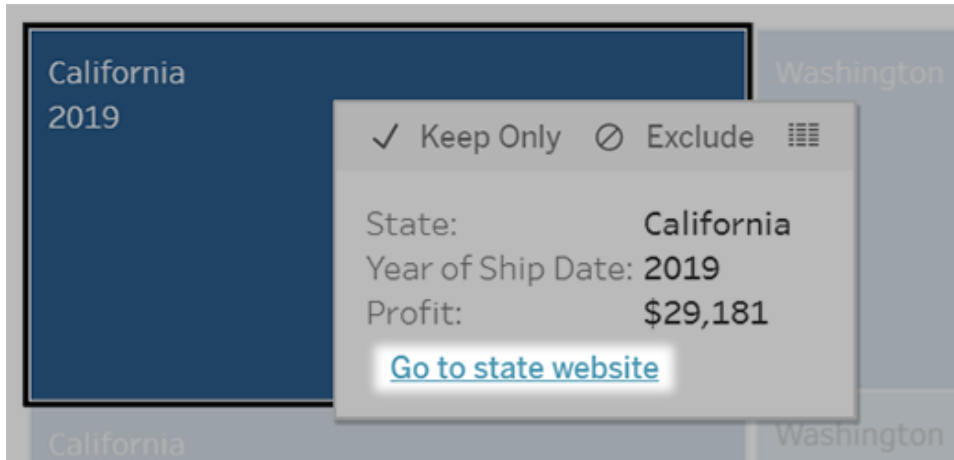 California
2019
Washington
Keep Only Exclude
State: California
Year of Ship Date: 2019
Profit: $29,181
Go to state website
California
Washington